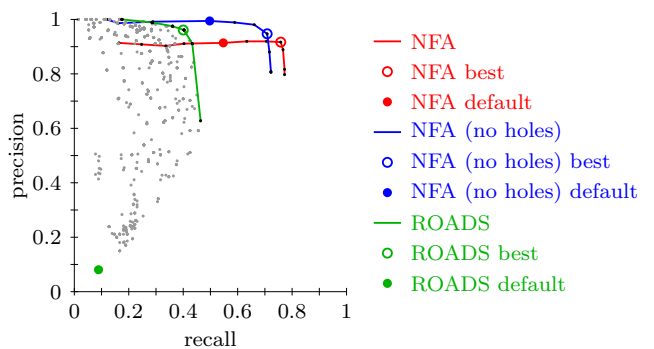 1
0.8
0.6
0.4
0.2
0
precision
0 0.2 0.4 0.6 0.8 1
recall
NFA
NFA best
NFA default
NFA (no holes)
NFA (no holes) best
NFA (no holes) default
ROADS
ROADS best
ROADS default